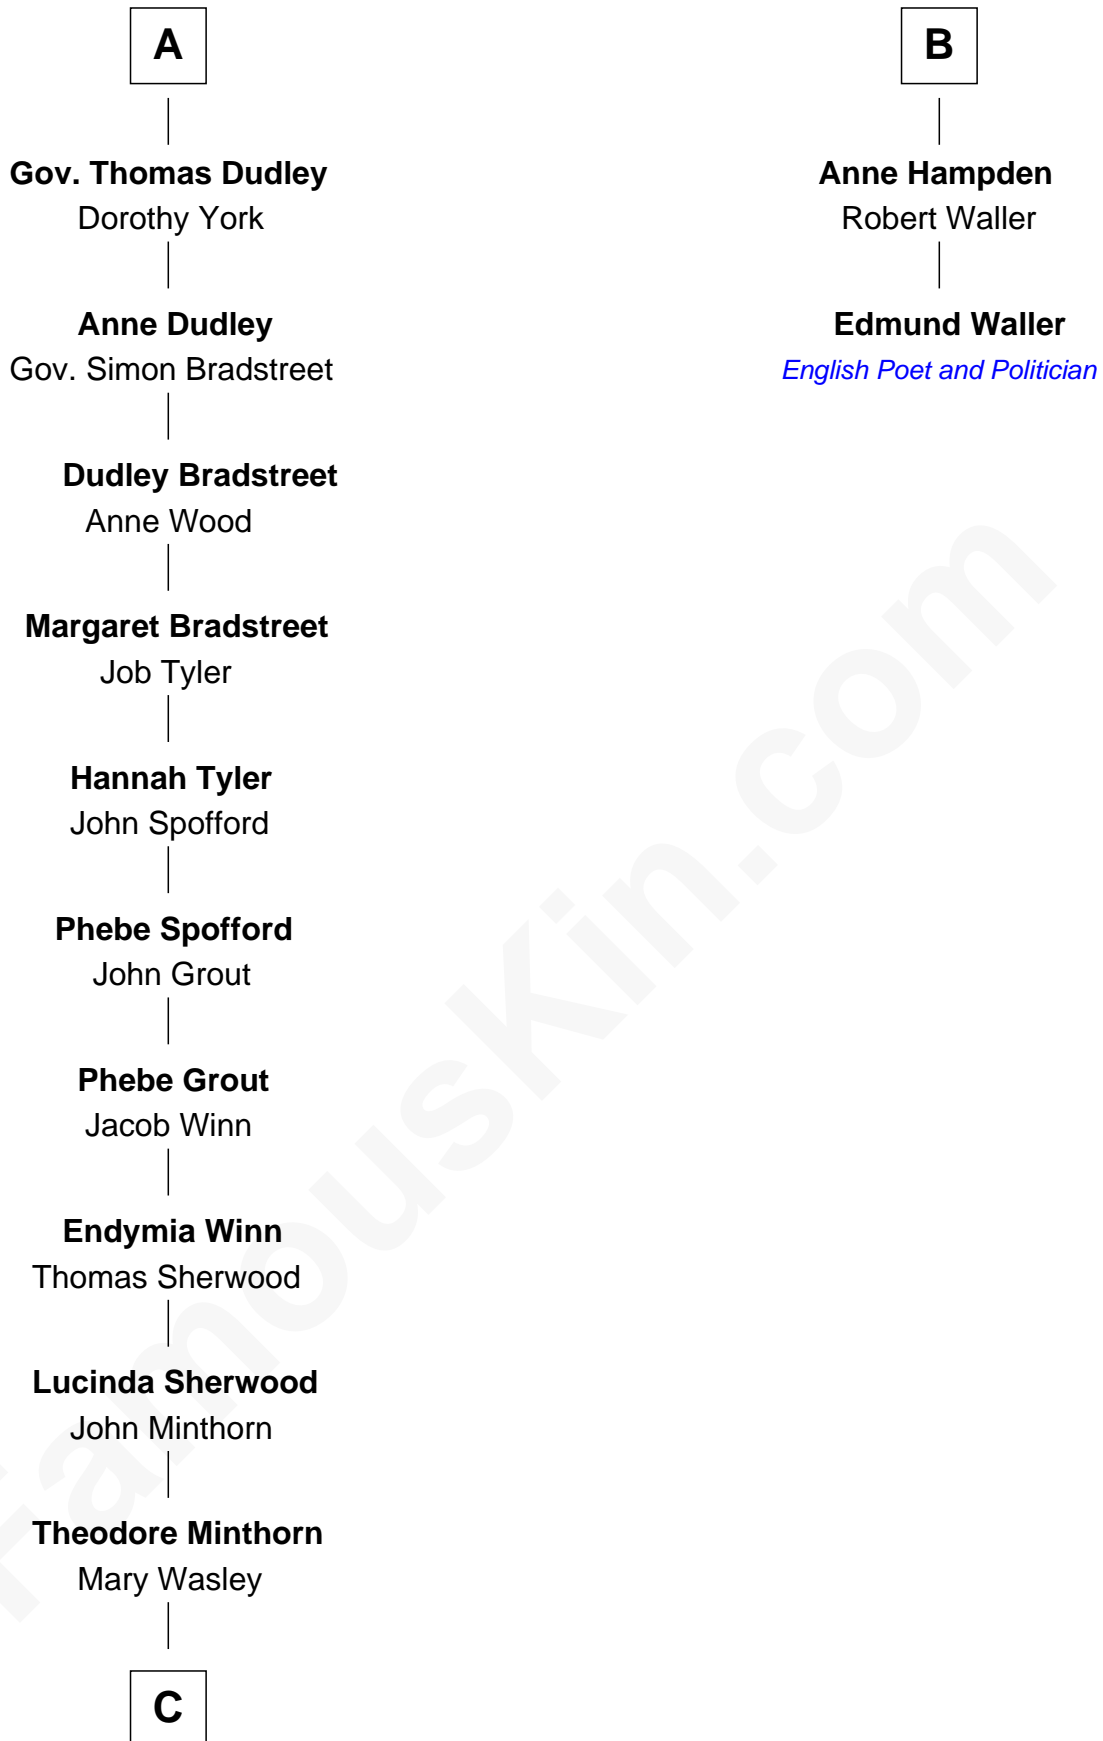 A
Gov. Thomas Dudley
Dorothy York
Anne Dudley
Gov. Simon Bradstreet
Dudley Bradstreet
Anne Wood
Margaret Bradstreet
Job Tyler
Hannah Tyler
John Spofford
Phebe Spofford
John Grout
Phebe Grout
Jacob Winn
Endymia Winn
Thomas Sherwood
Lucinda Sherwood
John Minthorn
Theodore Minthorn
Mary Wasley
C
B
Anne Hampden
Robert Waller
Edmund Waller
English Poet and Politician
FamousKin.com